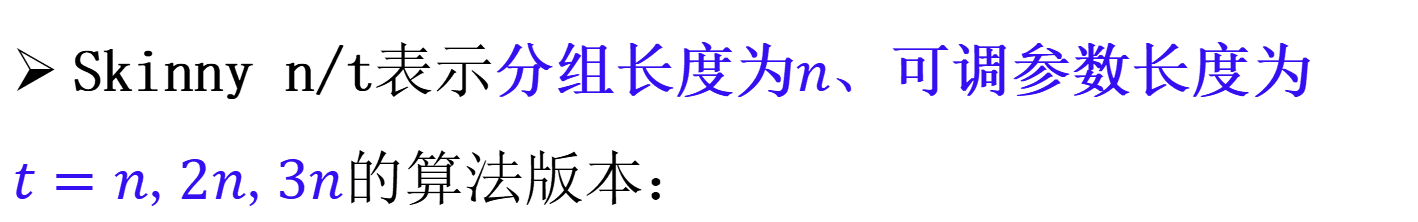 ➢ Skinny n/t表示分组长度为n、可调参数长度为
t = n, 2n, 3n的算法版本：